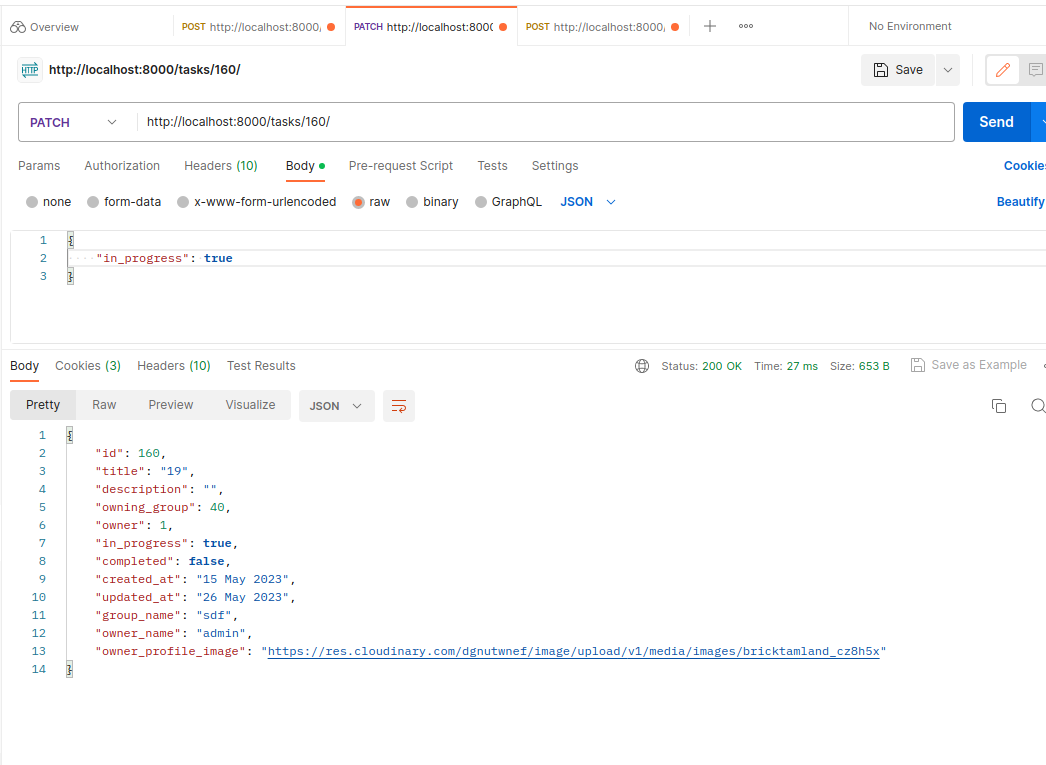 Overview POST http://localhost:8000, PATCH http://localhost:8000 POST http://localhost:8000, No Environment
HTTP http://localhost:8000/tasks/160/ Save
PATCH http://localhost:8000/tasks/160/ Send
Params Authorization Headers (10) Body Pre-request Script Tests Settings Cookies
none form-data x-www-form-urlencoded raw binary GraphQL JSON Beautify
1 {
2 "in_progress": true
3 }
Body Cookies (3) Headers (10) Test Results Status: 200 OK Time: 27 ms Size: 653 B Save as Example
Pretty Raw Preview Visualize JSON
1 {
2 "id": 160,
3 "title": "19",
4 "description": "",
5 "owning_group": 40,
6 "owner": 1,
7 "in_progress": true,
8 "completed": false,
9 "created_at": "15 May 2023",
10 "updated_at": "26 May 2023",
11 "group_name": "sdf",
12 "owner_name": "admin",
13 "owner_profile_image": "https://res.cloudinary.com/dgnutwnef/image/upload/v1/media/images/bricktamland_cz8h5x"
14 }